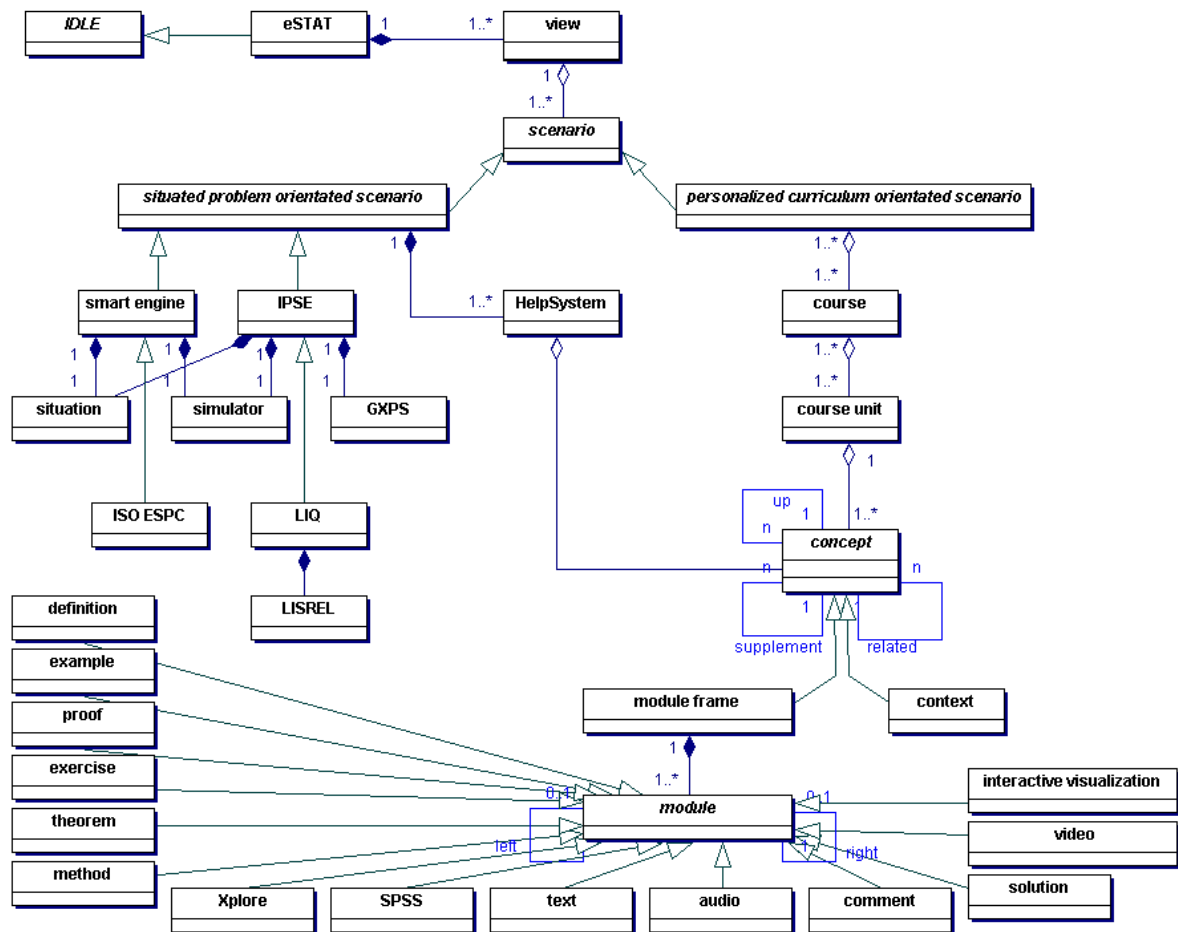 IDLE
eSTAT
1
1..*
view
1
1..*
scenario
situated problem orientated scenario
personalized curriculum orientated scenario
1
1..*
1..*
1..*
smart engine
IPSE
HelpSystem
course
1
1
1
1
1..*
1
1
1
1
1..*
situation
simulator
GXPS
course unit
1
up
1
1..*
n
ISO ESPC
LIQ
concept
n
n
definition
LISREL
1
1
supplement
related
example
module frame
context
proof
1
1..*
exercise
interactive visualization
0..1
0..1
theorem
module
video
left
1
right
method
solution
Xplore
SPSS
text
audio
comment